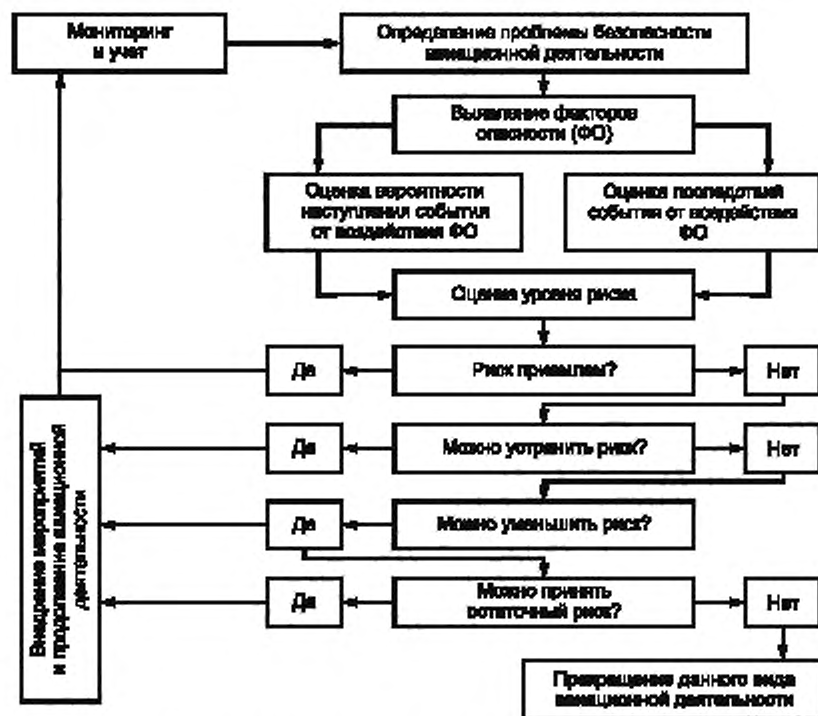 Мониторинг
и учет
Определение проблемы безопасности
авиационной деятельности
Выявление факторов
опасности (ФО)
Оценка вероятности
наступления события
от воздействия ФО
Оценка последствий
события от воздействия
ФО
Оценка уровня риска
Да
Риск приемлем?
Нет
Да
Можно устранить риск?
Нет
Да
Можно уменьшить риск?
Да
Можно принять
остаточный риск?
Нет
Внедрение мероприятий
и продолжение авиационной
деятельности
Прекращение данного вида
авиационной деятельности